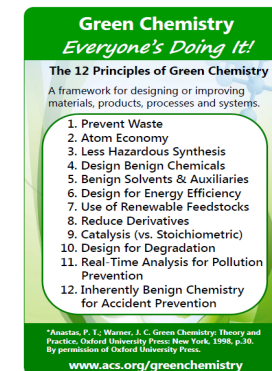 Green Chemistry
Everyone's Doing It!
The 12 Principles of Green Chemistry
A framework for designing or improving
materials, products, processes and systems.
1. Prevent Waste
2. Atom Economy
3. Less Hazardous Synthesis
4. Design Benign Chemicals
5. Benign Solvents & Auxiliaries
6. Design for Energy Efficiency
7. Use of Renewable Feedstocks
8. Reduce Derivatives
9. Catalysis (vs. Stoichiometric)
10. Design for Degradation
11. Real-Time Analysis for Pollution
Prevention
12. Inherently Benign Chemistry
for Accident Prevention
*Anastas, P. T.; Warner, J. C. Green Chemistry: Theory and
Practice, Oxford University Press: New York, 1998, p.30.
By permission of Oxford University Press.
www.acs.org/greenchemistry